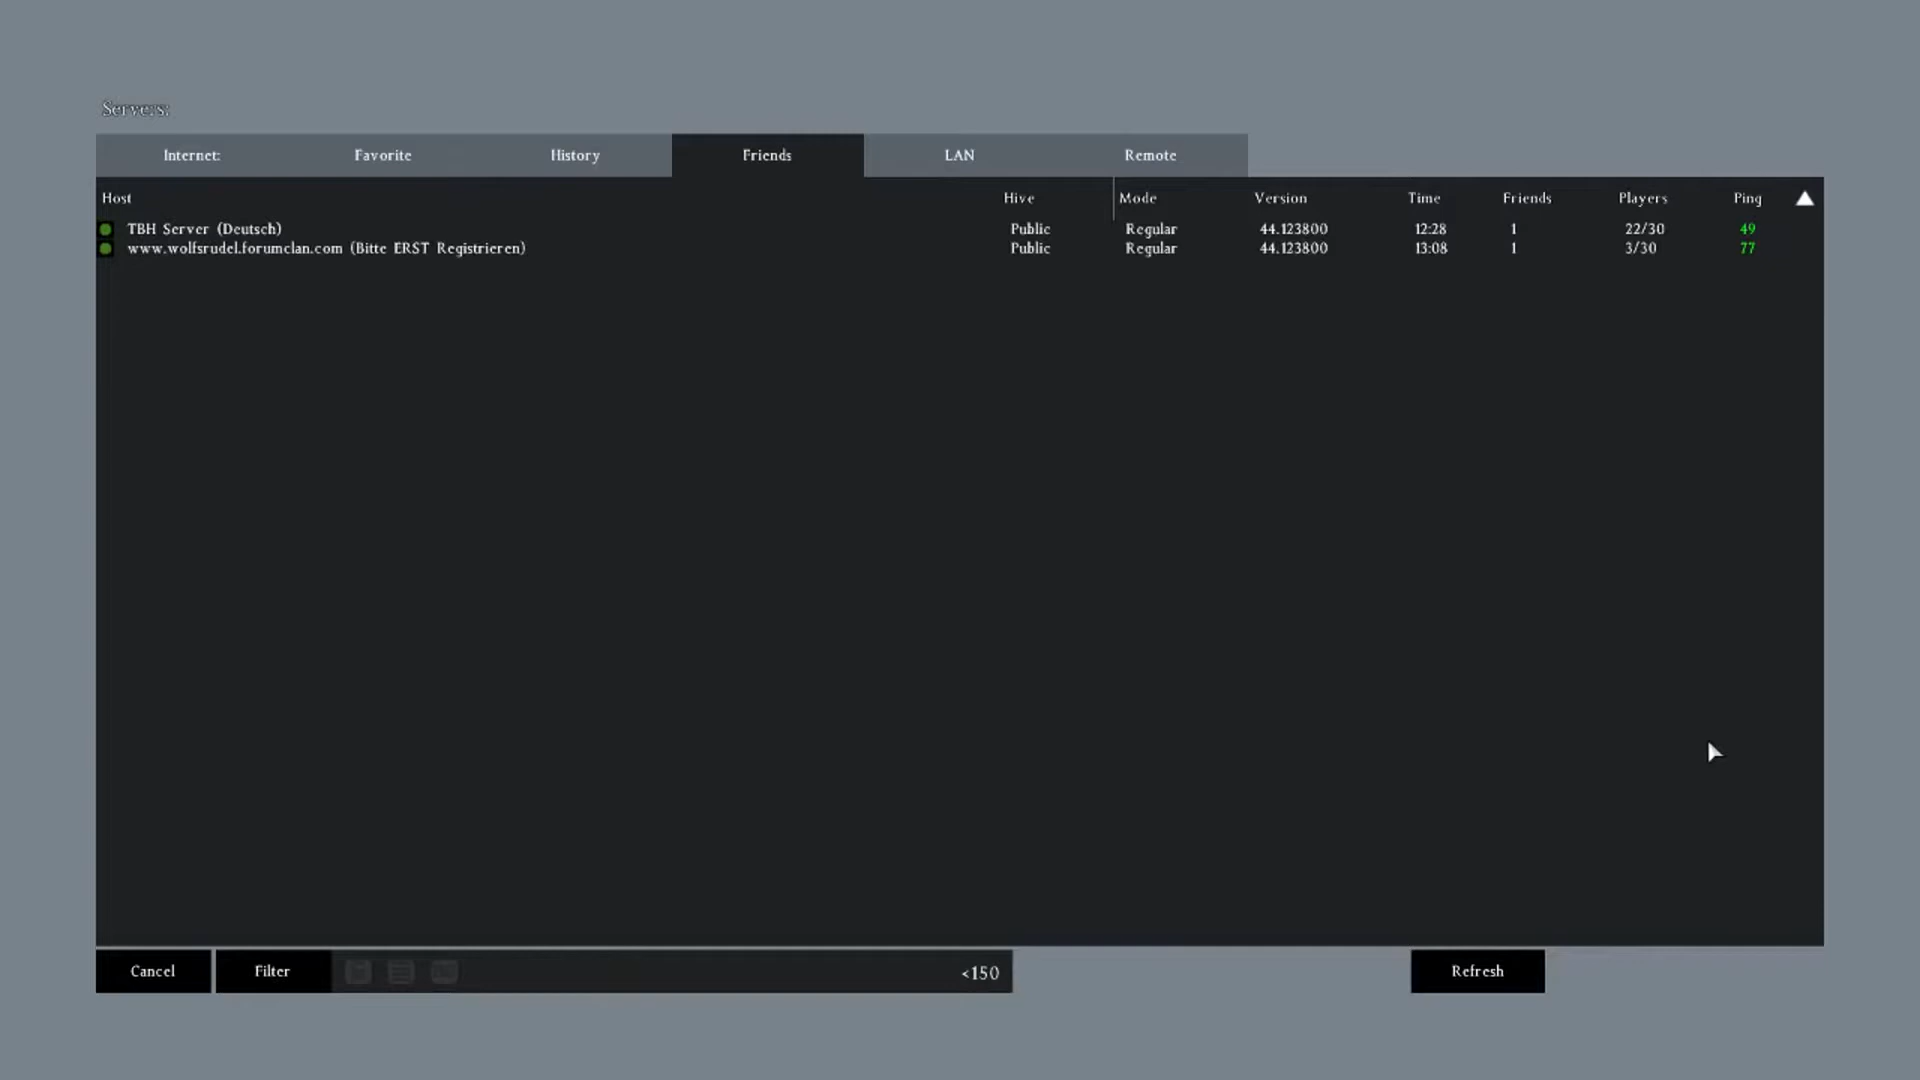 Servers:
Internet: Favorite History Friends LAN Remote
Host Hive Mode Version Time Friends Players Ping
TBH Server (Deutsch) Public Regular 44.123800 12:28 1 22/30 49
www.wolfsrudel.forumclan.com (Bitte ERST Registrieren) Public Regular 44.123800 13:08 1 3/30 77
Cancel Filter <150 Refresh